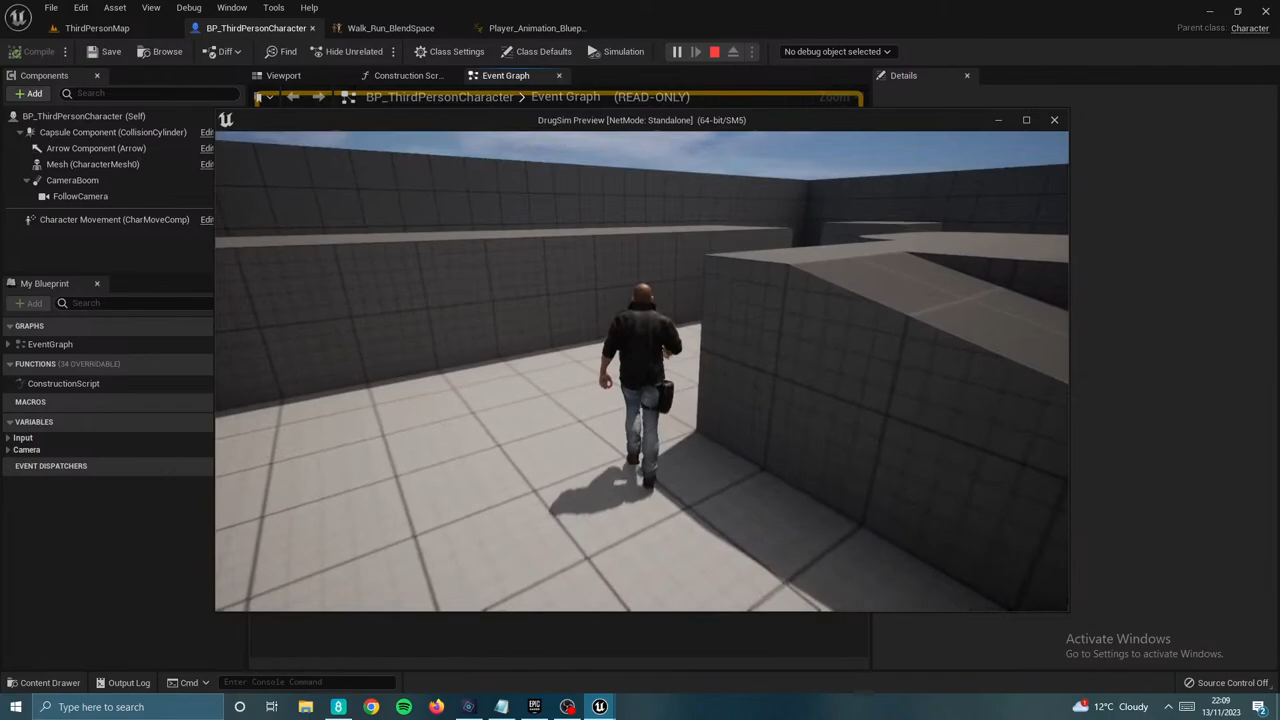 File Edit Asset View Debug Window Tools Help
ThirdPersonMap BP_ThirdPersonCharacter Walk_Run_BlendSpace Player_Animation_Bluep...
Parent class: Character
Compile Save Browse Diff Find Hide Unrelated Class Settings Class Defaults Simulation No debug object selected
Components Viewport Construction Scr... Event Graph Details
Add Search
BP_ThirdPersonCharacter > Event Graph (READ-ONLY) Zoom
BP_ThirdPersonCharacter (Self)
DrugSim Preview [NetMode: Standalone] (64-bit/SM5)
Capsule Component (CollisionCylinder) Edi
Arrow Component (Arrow) Edi
Mesh (CharacterMesh0) Edi
CameraBoom
FollowCamera
Character Movement (CharMoveComp) Edi
My Blueprint
Add Search
GRAPHS
EventGraph
FUNCTIONS (34 OVERRIDABLE)
ConstructionScript
MACROS
VARIABLES
Input
Camera
EVENT DISPATCHERS
Activate Windows
Go to Settings to activate Windows.
Content Drawer Output Log Cmd Enter Console Command Source Control Off
Type here to search
12°C Cloudy
22:09
13/11/2023